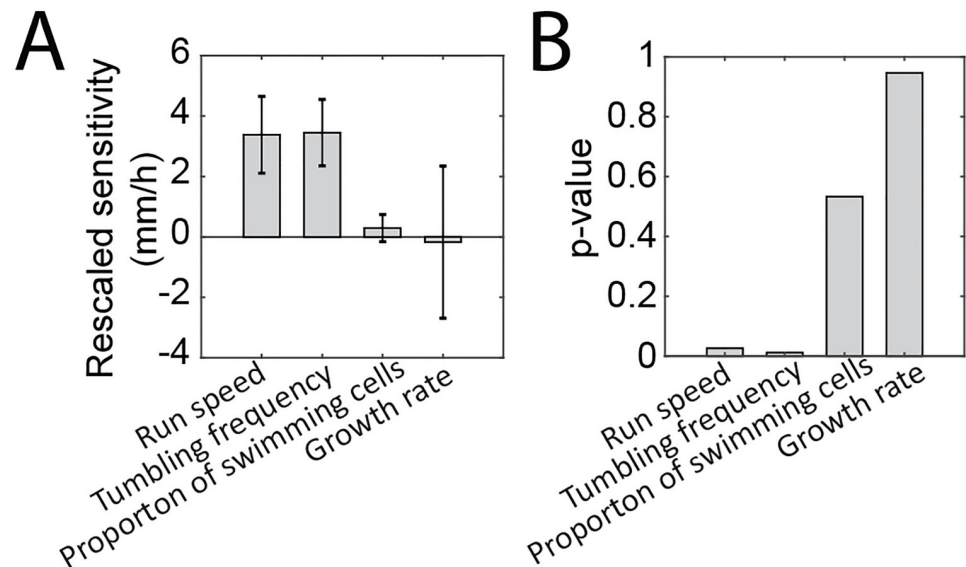 A
Rescaled sensitivity
(mm/h)
6
4
2
0
-2
-4
Run speed
Tumbling frequency
Proporton of swimming cells
Growth rate
B
p-value
1
0.8
0.6
0.4
0.2
0
Run speed
Tumbling frequency
Proporton of swimming cells
Growth rate